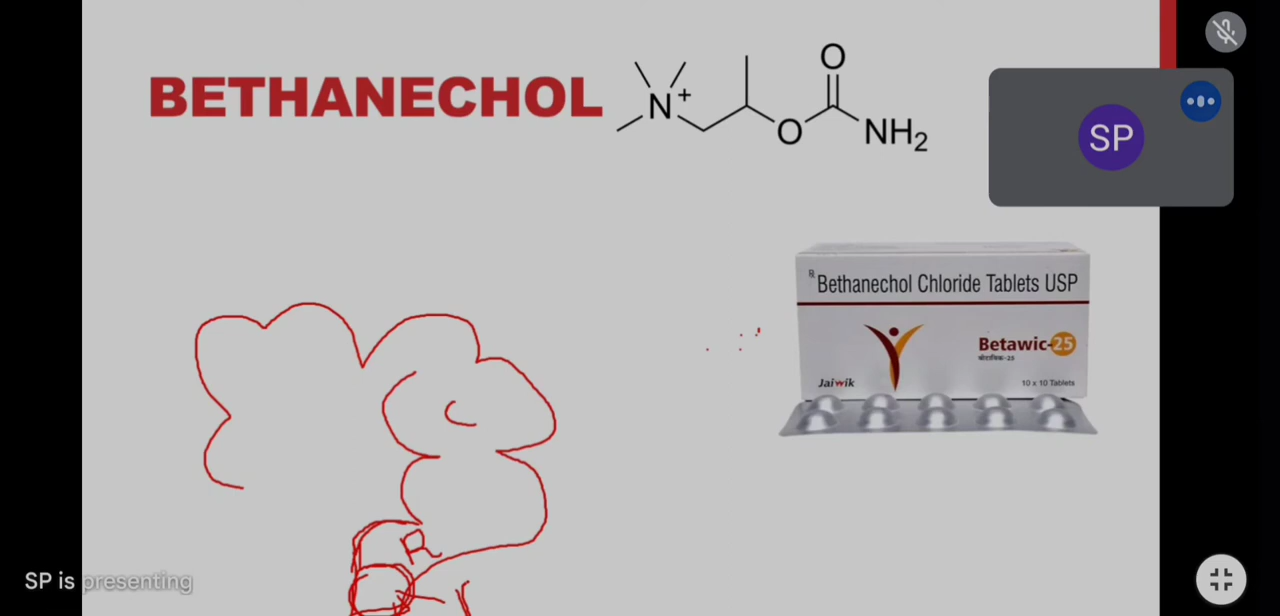 BETHANECHOL
O
N+
O
NH2
SP
Bethanechol Chloride Tablets USP
Betawic-25
Jaiwik
10 x 10 Tablets
C
R
SP is presenting